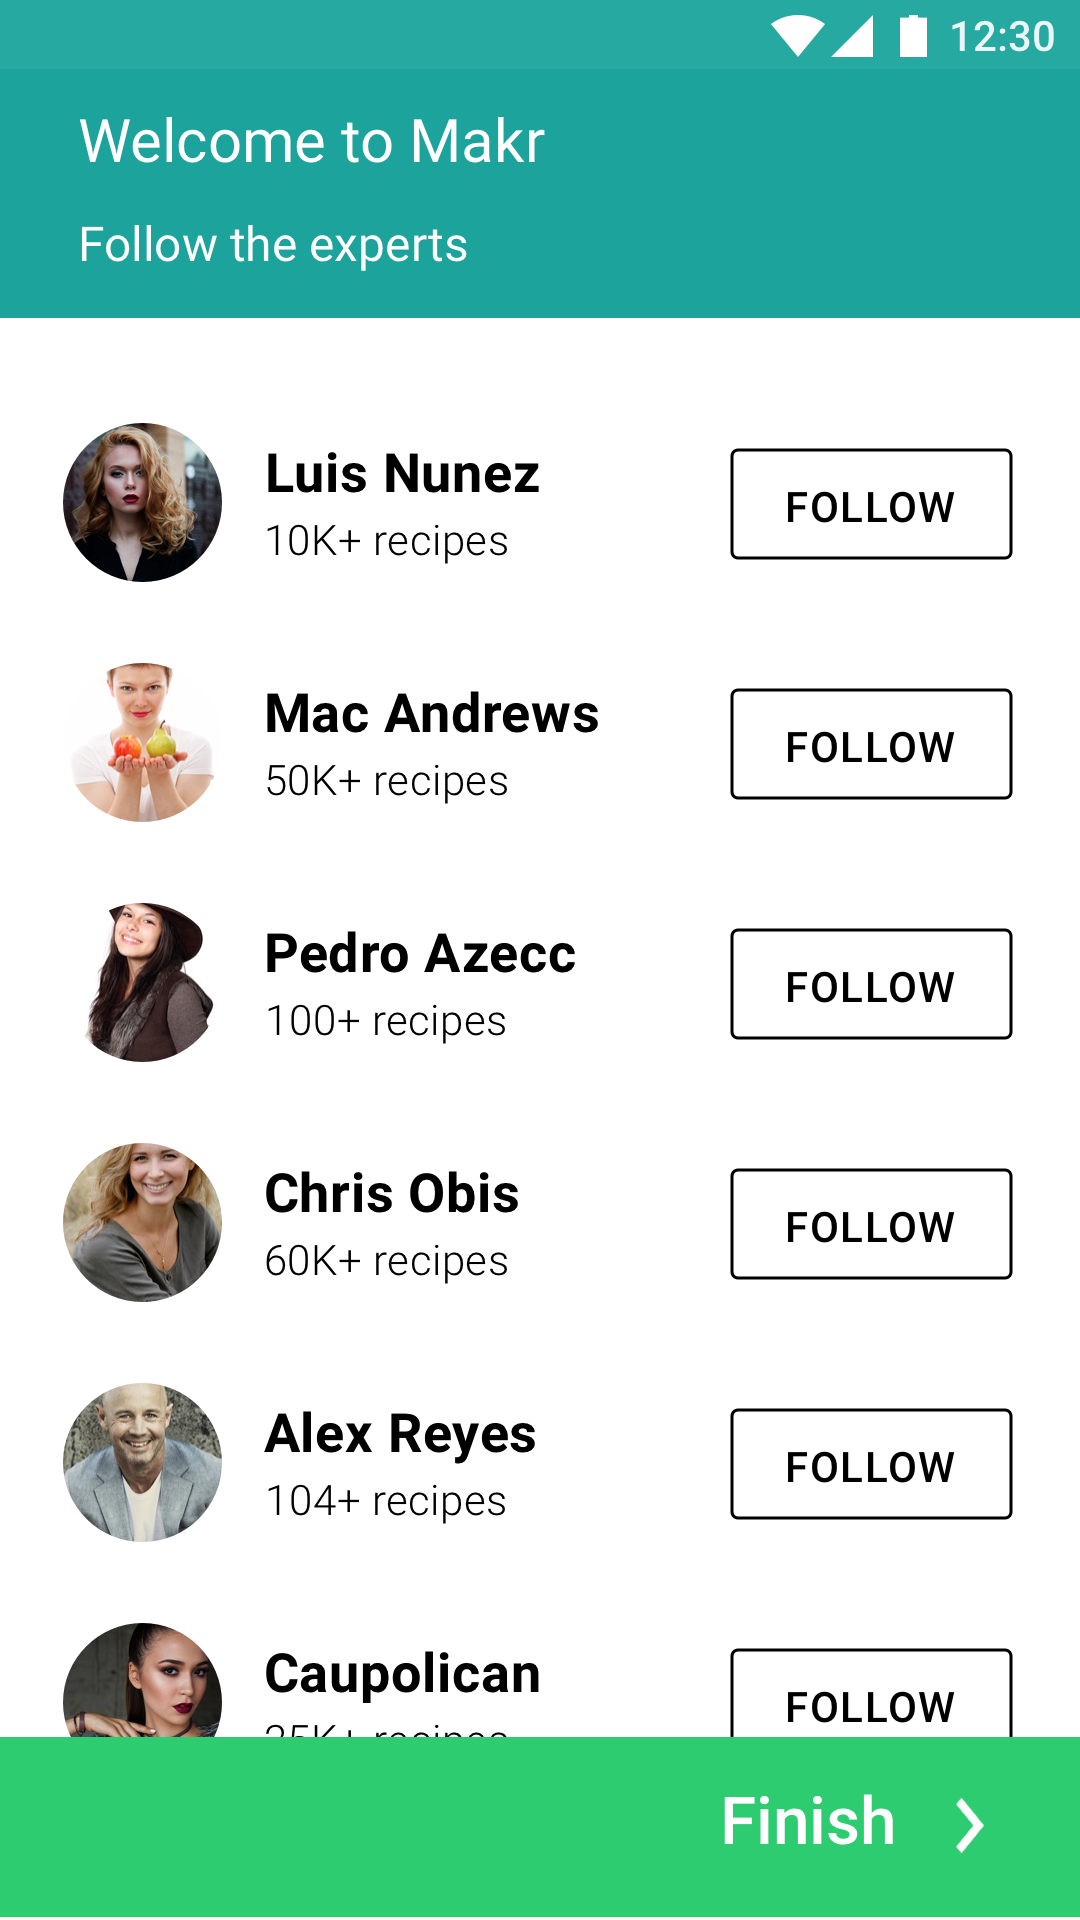 12:30
Welcome to Makr
Follow the experts
Luis Nunez
10K+ recipes
FOLLOW
Mac Andrews
50K+ recipes
FOLLOW
Pedro Azecc
100+ recipes
FOLLOW
Chris Obis
60K+ recipes
FOLLOW
Alex Reyes
104+ recipes
FOLLOW
Caupolican
recipes
FOLLOW
Finish